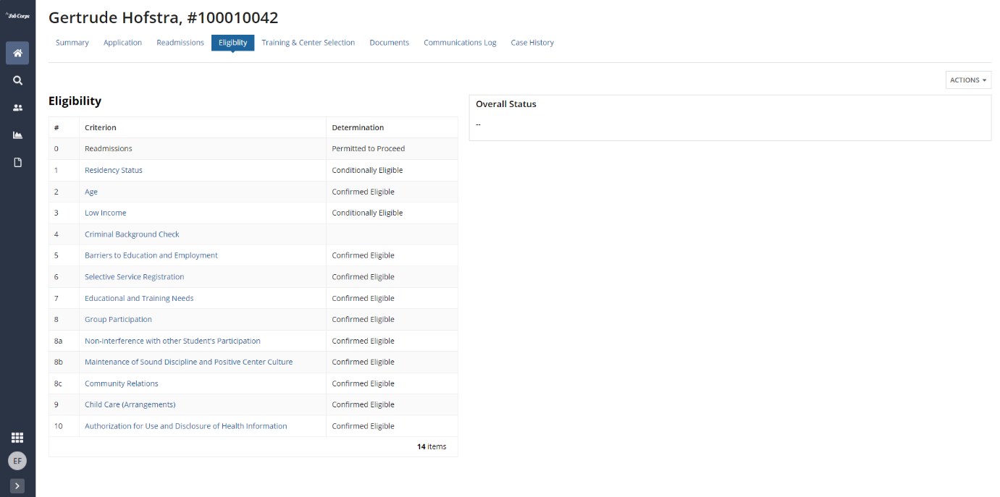 Job Corps
Gertrude Hofstra, #100010042
Summary Application Readmissions Eligiblity Training & Center Selection Documents Communications Log Case History
ACTIONS
Eligibility
# Criterion Determination
0 Readmissions Permitted to Proceed
1 Residency Status Conditionally Eligible
2 Age Confirmed Eligible
3 Low Income Conditionally Eligible
4 Criminal Background Check
5 Barriers to Education and Employment Confirmed Eligible
6 Selective Service Registration Confirmed Eligible
7 Educational and Training Needs Confirmed Eligible
8 Group Participation Confirmed Eligible
8a Non-Interference with other Student's Participation Confirmed Eligible
8b Maintenance of Sound Discipline and Positive Center Culture Confirmed Eligible
8c Community Relations Confirmed Eligible
9 Child Care (Arrangements) Confirmed Eligible
10 Authorization for Use and Disclosure of Health Information Confirmed Eligible
14 items
Overall Status
--
EF